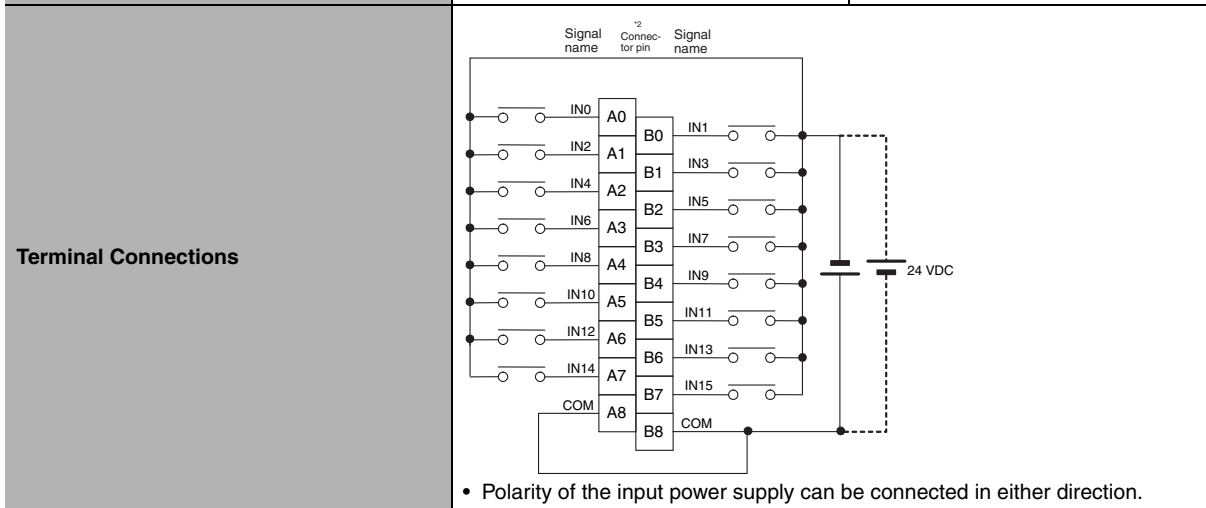 Terminal Connections
Signal name
*2
Connec-
tor pin
Signal name
IN0 A0
B0 IN1
IN2 A1
B1 IN3
IN4 A2
B2 IN5
IN6 A3
B3 IN7
IN8 A4
B4 IN9
IN10 A5
B5 IN11
IN12 A6
B6 IN13
IN14 A7
B7 IN15
COM A8
B8 COM
24 VDC
• Polarity of the input power supply can be connected in either direction.